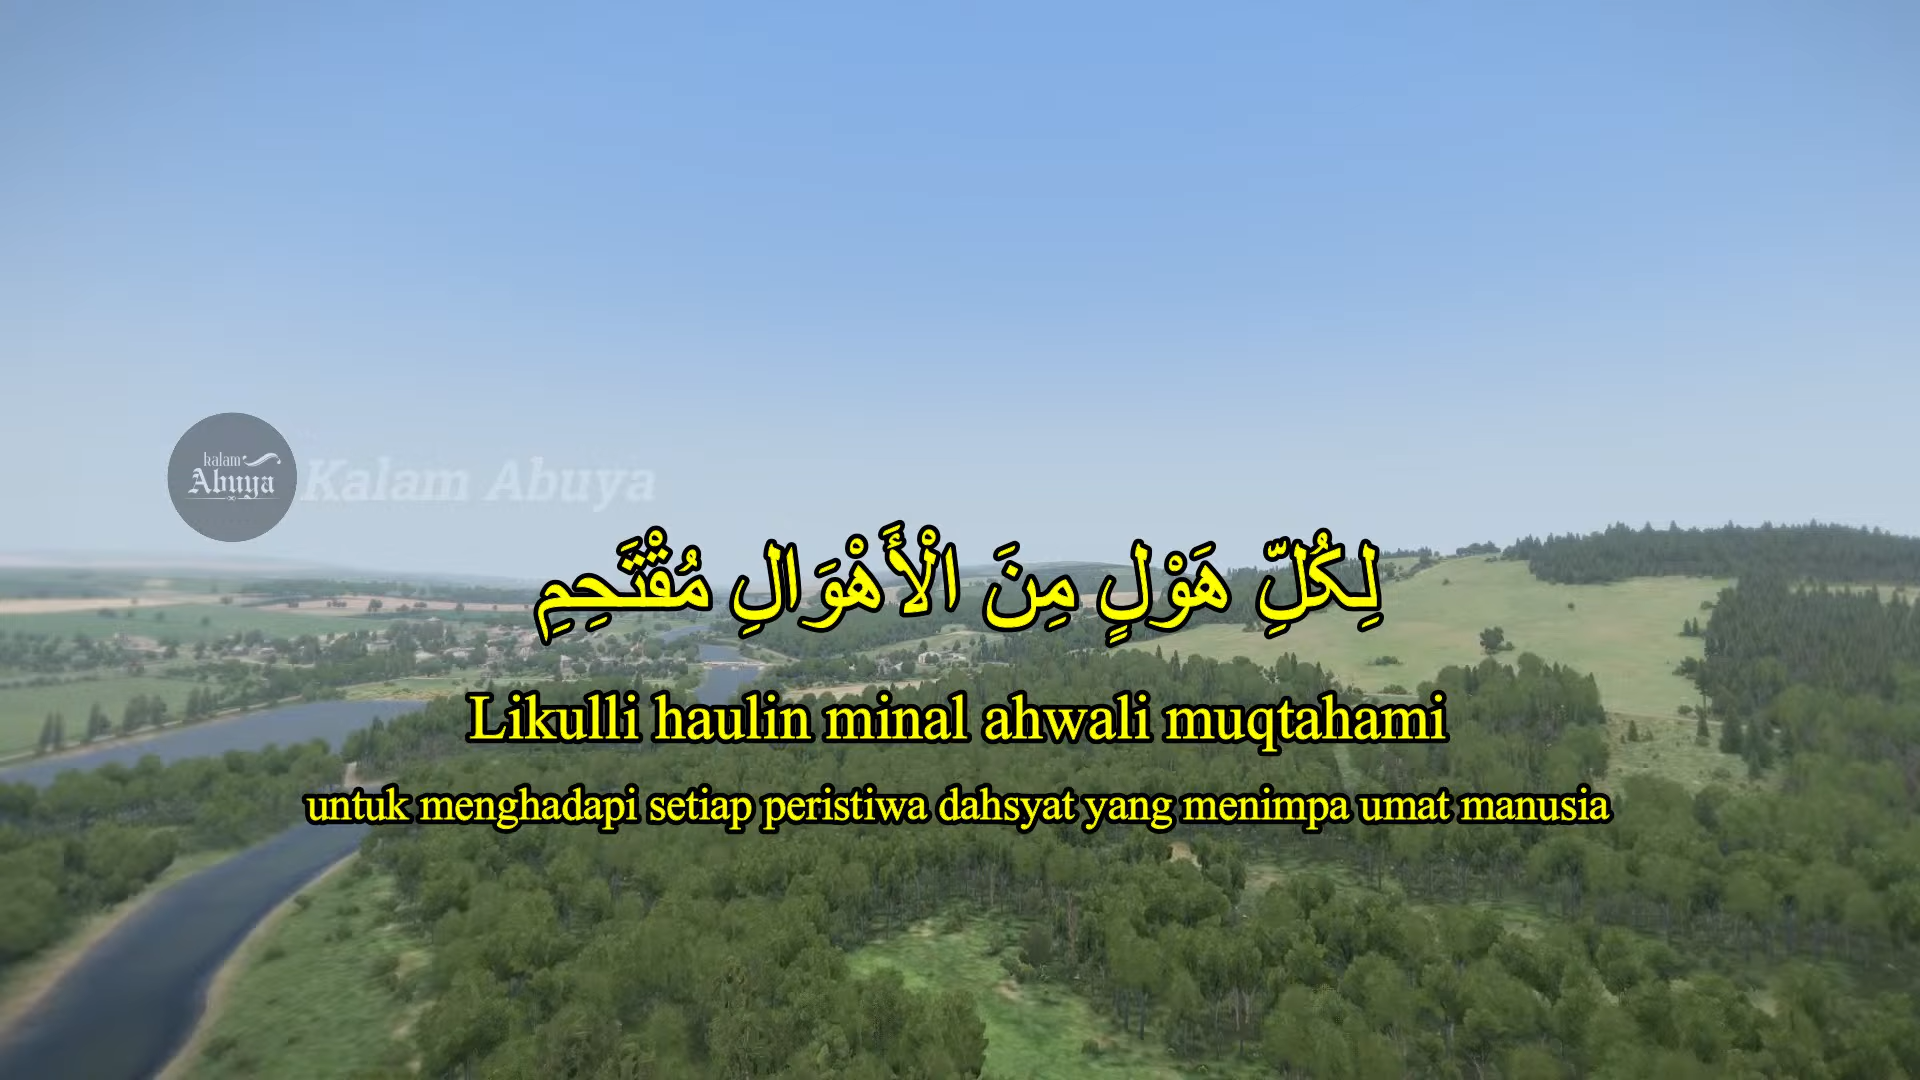 kalam
Abuya
Kalam Abuya
لِكُلِّ هَوْلٍ مِنَ الْأَهْوَالِ مُقْتَحِمِ
Likulli haulin minal ahwali muqtahami
untuk menghadapi setiap peristiwa dahsyat yang menimpa umat manusia